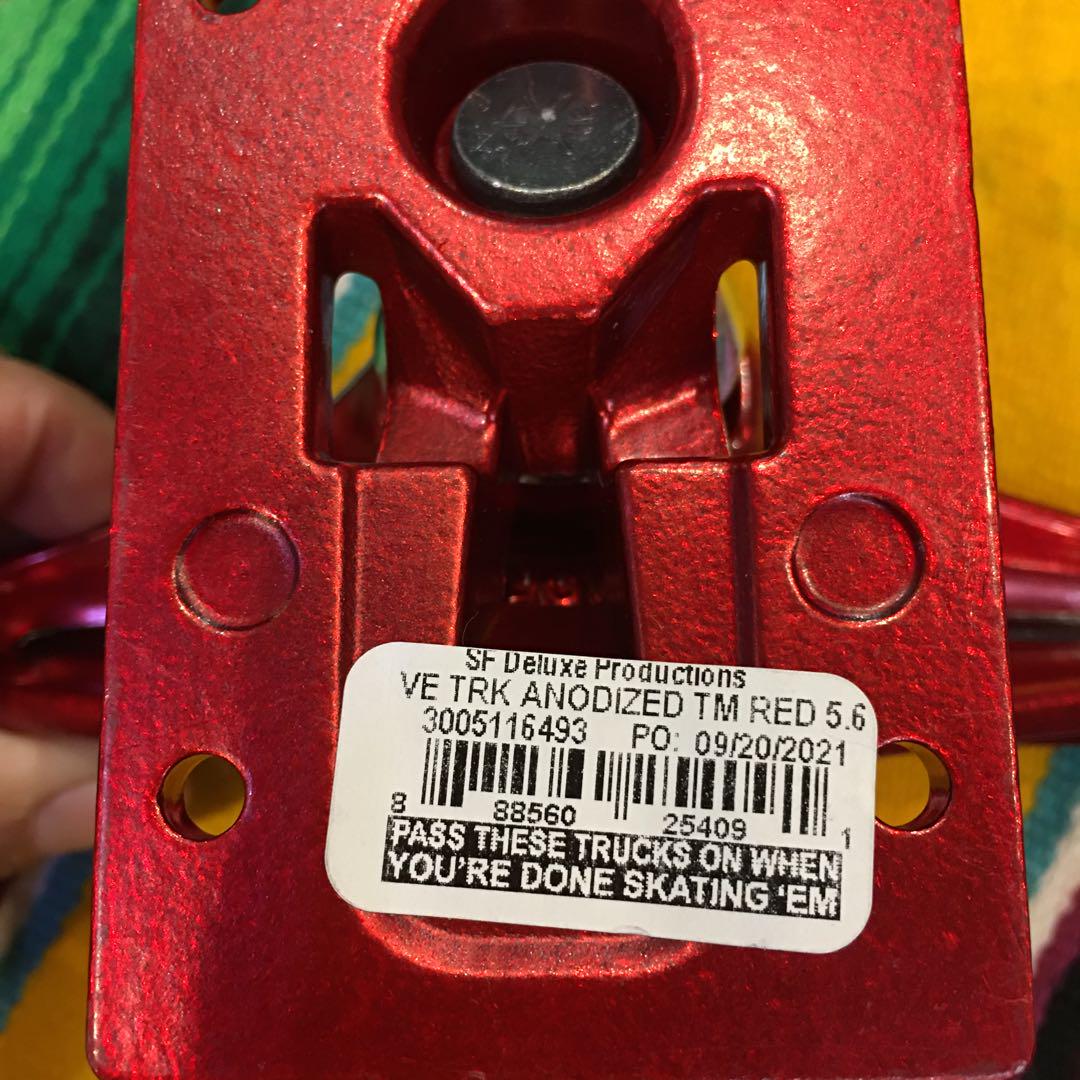 SF Deluxe Productions
VE TRK ANODIZED TM RED 5.6
3005116493 PO: 09/20/2021
8 88560 25409 1
PASS THESE TRUCKS ON WHEN
YOU'RE DONE SKATING 'EM